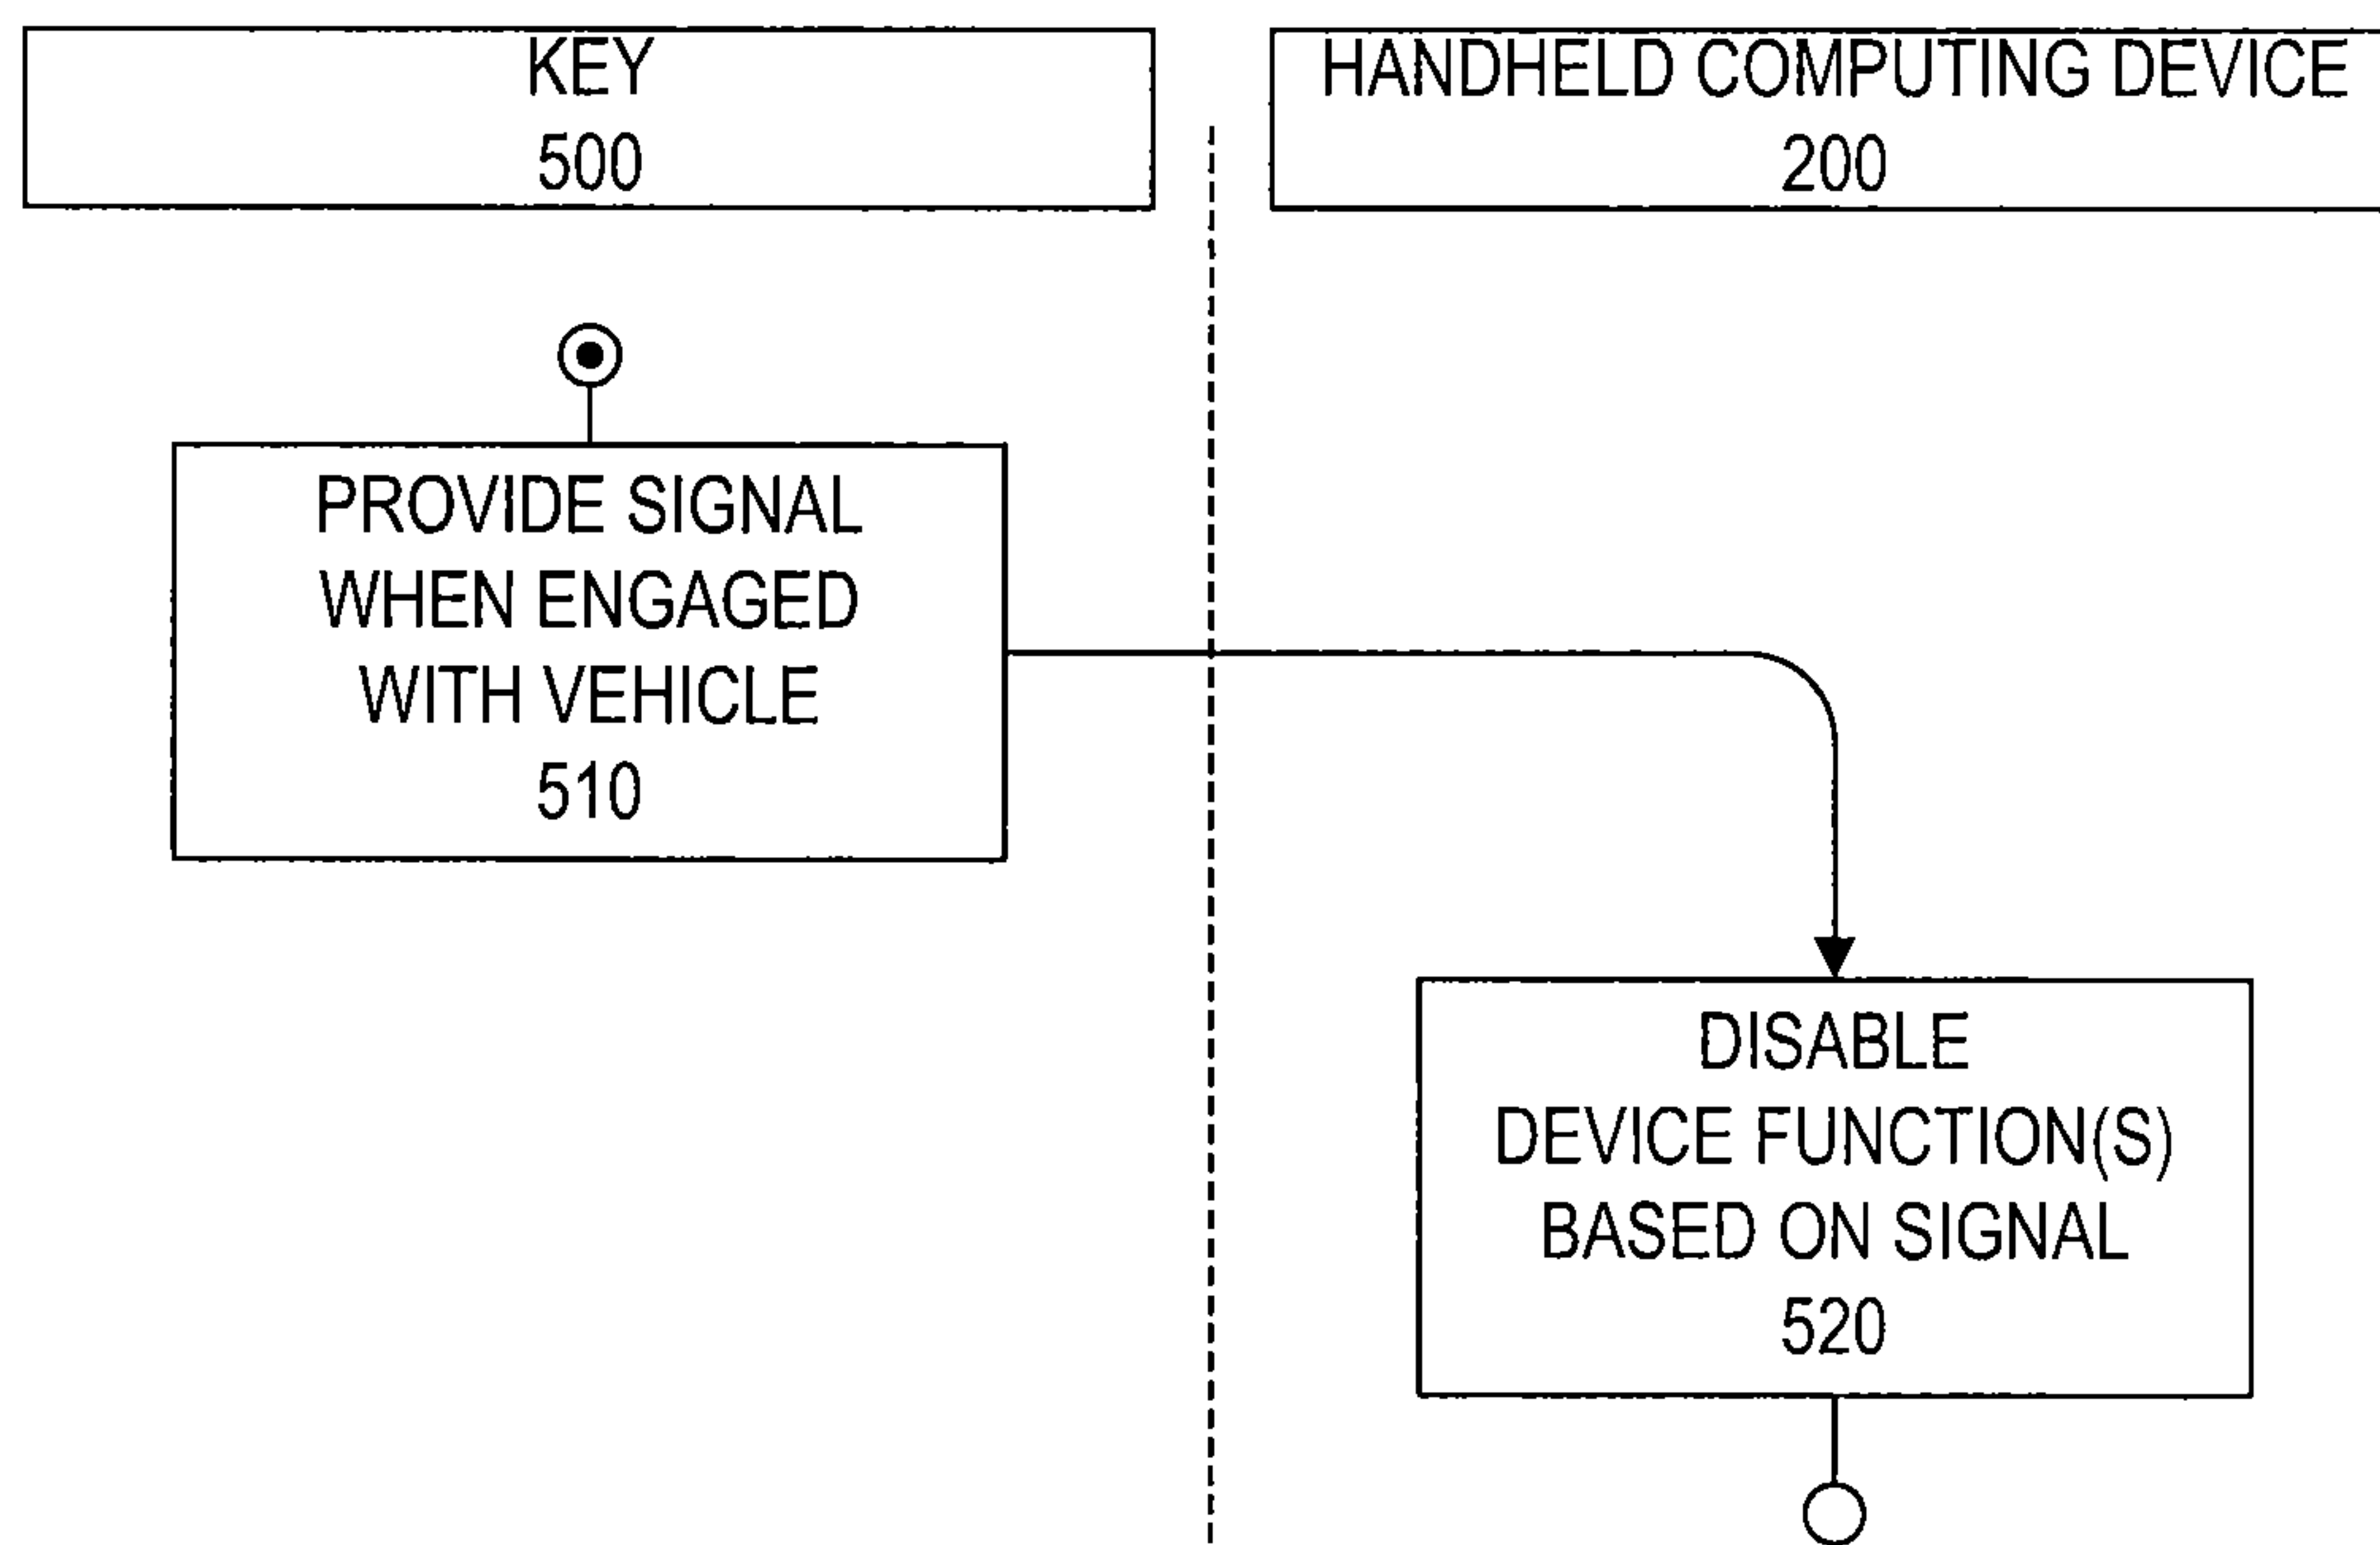 KEY
500
HANDHELD COMPUTING DEVICE
200
PROVIDE SIGNAL
WHEN ENGAGED
WITH VEHICLE
510
DISABLE
DEVICE FUNCTION(S)
BASED ON SIGNAL
520